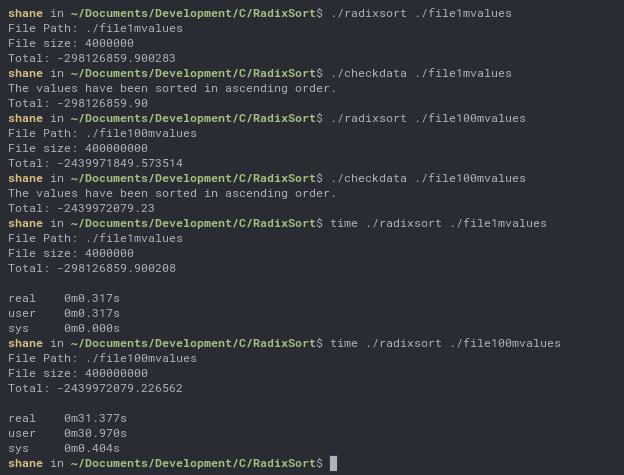 shane in ~/Documents/Development/C/RadixSort$ ./radixsort ./file1mvalues
File Path: ./file1mvalues
File size: 4000000
Total: -298126859.900283
shane in ~/Documents/Development/C/RadixSort$ ./checkdata ./file1mvalues
The values have been sorted in ascending order.
Total: -298126859.90
shane in ~/Documents/Development/C/RadixSort$ ./radixsort ./file100mvalues
File Path: ./file100mvalues
File size: 400000000
Total: -2439971849.573514
shane in ~/Documents/Development/C/RadixSort$ ./checkdata ./file100mvalues
The values have been sorted in ascending order.
Total: -2439972079.23
shane in ~/Documents/Development/C/RadixSort$ time ./radixsort ./file1mvalues
File Path: ./file1mvalues
File size: 4000000
Total: -298126859.900208
real 0m0.317s
user 0m0.317s
sys 0m0.000s
shane in ~/Documents/Development/C/RadixSort$ time ./radixsort ./file100mvalues
File Path: ./file100mvalues
File size: 400000000
Total: -2439972079.226562
real 0m31.377s
user 0m30.970s
sys 0m0.404s
shane in ~/Documents/Development/C/RadixSort$